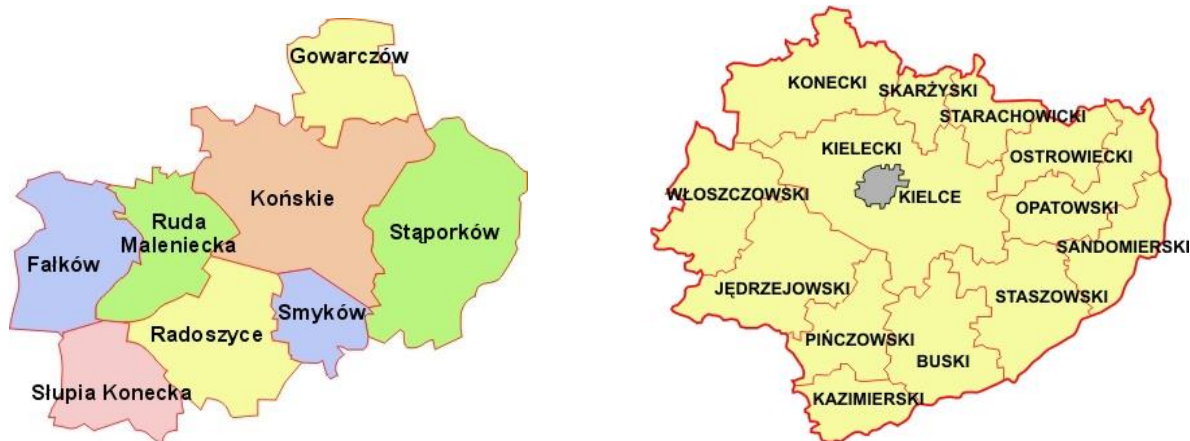 Gowarczów
Końskie
Stąporków
Ruda
Maleniecka
Fałków
Smyków
Radoszyce
Słupia Konecka
KONECKI
SKARŻYSKI
STARACHOWICKI
KIELECKI
OSTROWIECKI
WŁOSZCZOWSKI
KIELCE
OPATOWSKI
SANDOMIERSKI
JĘDRZEJOWSKI
STASZOWSKI
PIŃCZOWSKI
BUSKI
KAZIMIERSKI